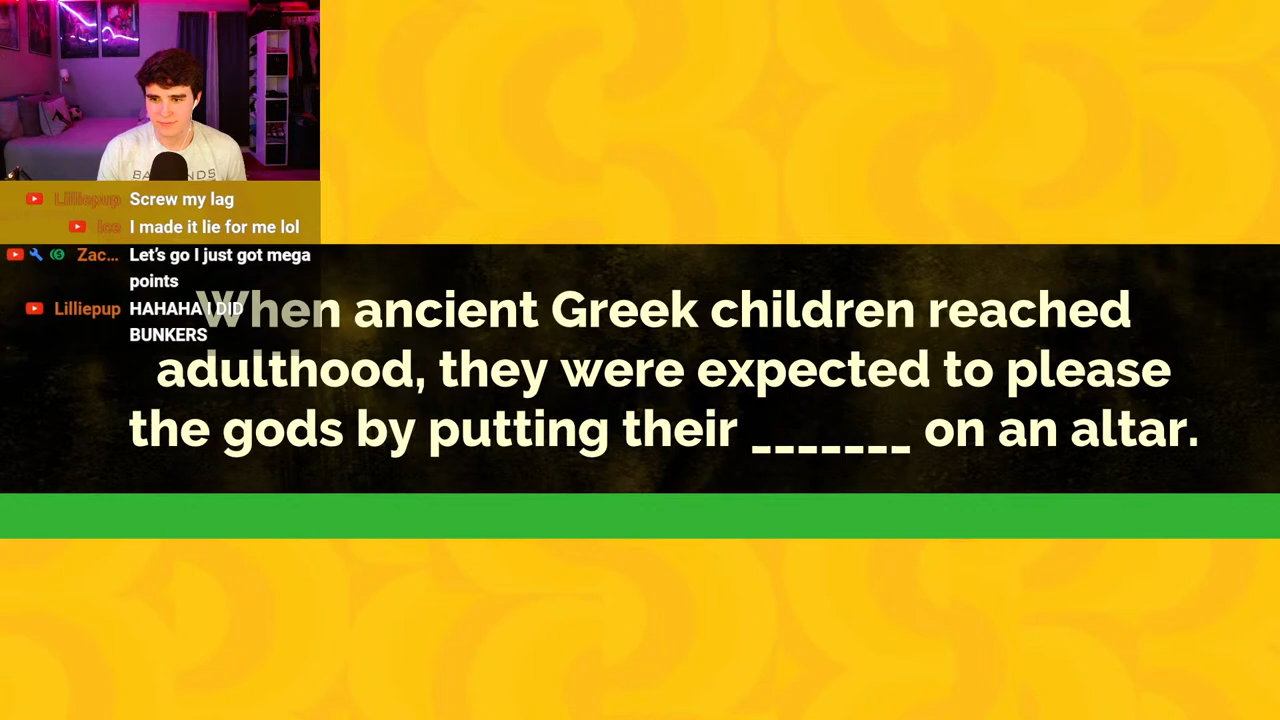 Lilliepup Screw my lag
Ice I made it lie for me lol
Zac... Let's go I just got mega
points
Lilliepup HAHAHA I DID
BUNKERS
When ancient Greek children reached
adulthood, they were expected to please
the gods by putting their _______ on an altar.